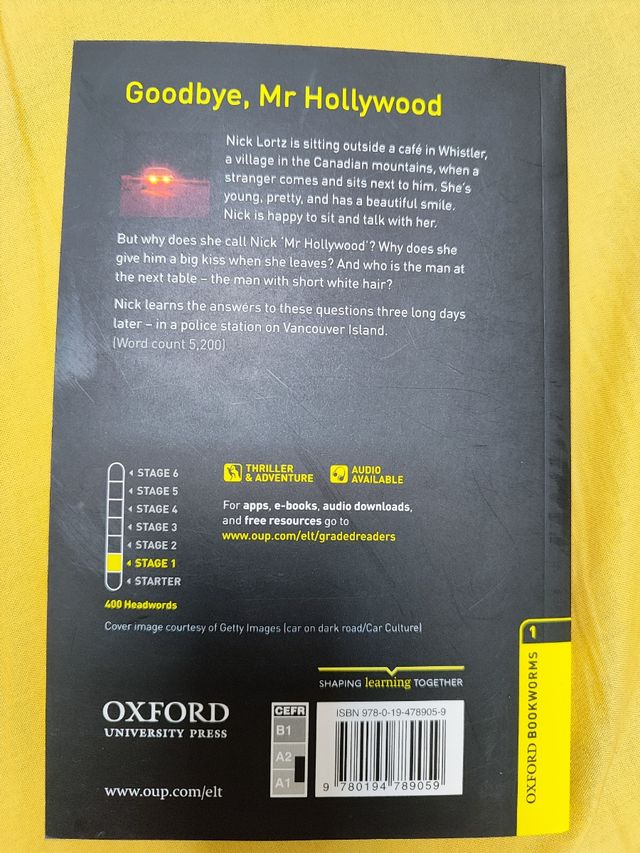 Goodbye, Mr Hollywood
Nick Lortz is sitting outside a café in Whistler,
a village in the Canadian mountains, when a
stranger comes and sits next to him. She's
young, pretty, and has a beautiful smile.
Nick is happy to sit and talk with her.
But why does she call Nick 'Mr Hollywood'? Why does she
give him a big kiss when she leaves? And who is the man at
the next table – the man with short white hair?
Nick learns the answers to these questions three long days
later – in a police station on Vancouver Island.
(Word count 5,200)
STAGE 6
STAGE 5
STAGE 4
STAGE 3
STAGE 2
STAGE 1
STARTER
400 Headwords
THRILLER
& ADVENTURE
AUDIO
AVAILABLE
For apps, e-books, audio downloads,
and free resources go to
www.oup.com/elt/gradedreaders
Cover image courtesy of Getty Images (car on dark road/Car Culture)
1
OXFORD BOOKWORMS
SHAPING learning TOGETHER
OXFORD
UNIVERSITY PRESS
www.oup.com/elt
CEFR
B1
A2
A1
ISBN 978-0-19-478905-9
9 780194 789059